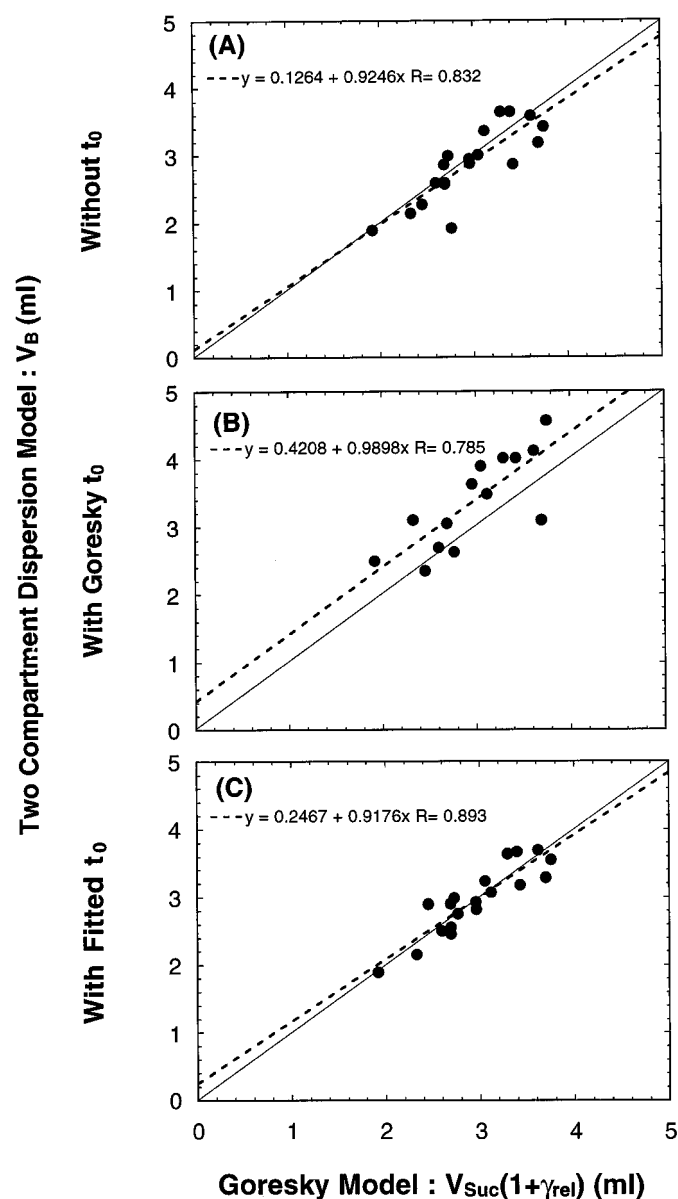 Two Compartment Dispersion Model : VB (ml)
Without t0
(A)
y = 0.1264 + 0.9246x R= 0.832
5
4
3
2
1
0
With Goresky t0
(B)
y = 0.4208 + 0.9898x R= 0.785
5
4
3
2
1
0
With Fitted t0
(C)
y = 0.2467 + 0.9176x R= 0.893
5
4
3
2
1
0
0 1 2 3 4 5
Goresky Model : VSuc(1+γrel) (ml)